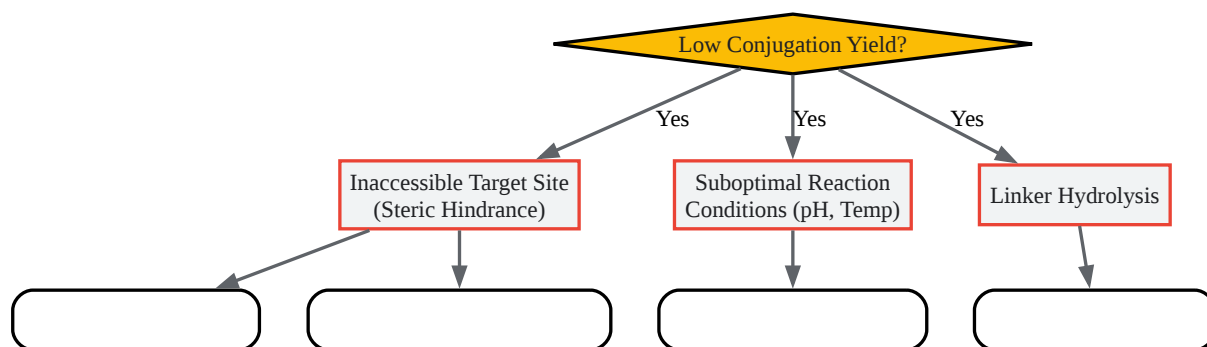 Low Conjugation Yield?
Yes
Yes
Yes
Inaccessible Target Site
(Steric Hindrance)
Suboptimal Reaction
Conditions (pH, Temp)
Linker Hydrolysis